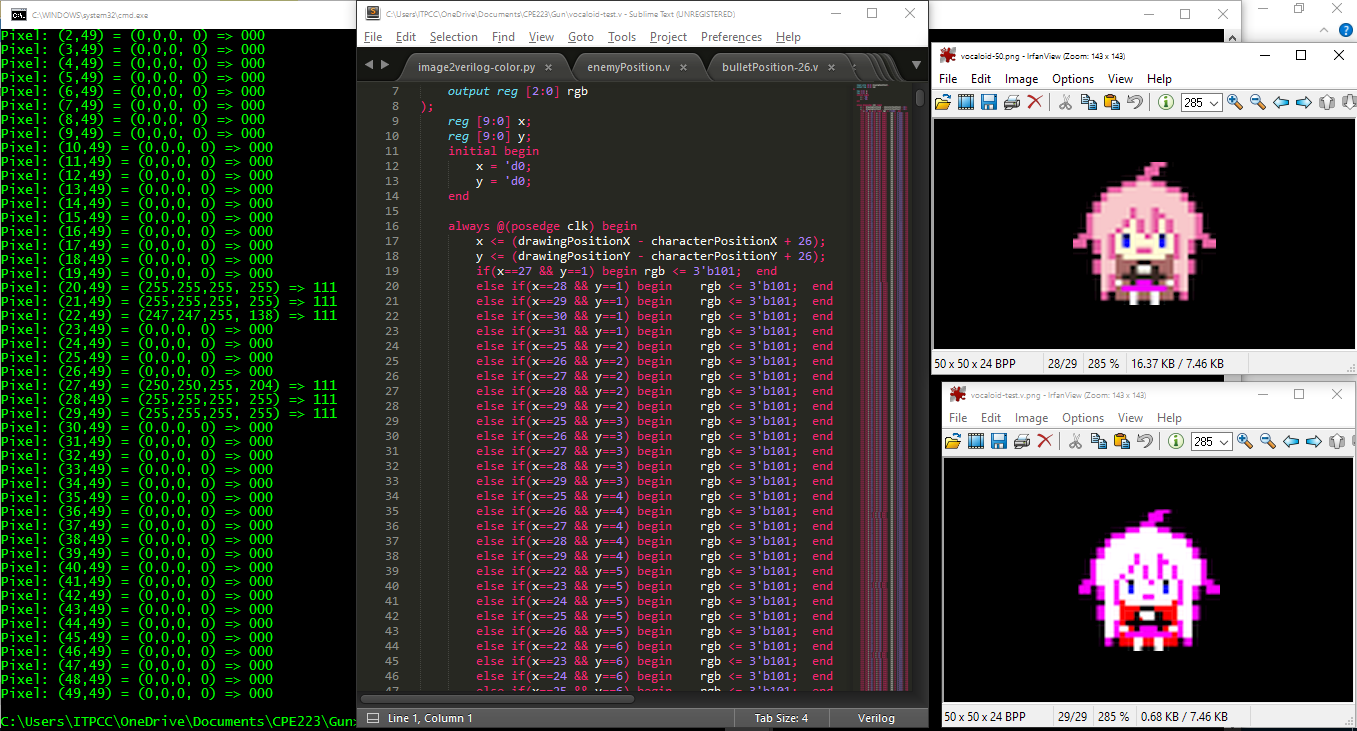 C:\WINDOWS\system32\cmd.exe
Pixel: (2,49) = (0,0,0, 0) => 000
Pixel: (3,49) = (0,0,0, 0) => 000
Pixel: (4,49) = (0,0,0, 0) => 000
Pixel: (5,49) = (0,0,0, 0) => 000
Pixel: (6,49) = (0,0,0, 0) => 000
Pixel: (7,49) = (0,0,0, 0) => 000
Pixel: (8,49) = (0,0,0, 0) => 000
Pixel: (9,49) = (0,0,0, 0) => 000
Pixel: (10,49) = (0,0,0, 0) => 000
Pixel: (11,49) = (0,0,0, 0) => 000
Pixel: (12,49) = (0,0,0, 0) => 000
Pixel: (13,49) = (0,0,0, 0) => 000
Pixel: (14,49) = (0,0,0, 0) => 000
Pixel: (15,49) = (0,0,0, 0) => 000
Pixel: (16,49) = (0,0,0, 0) => 000
Pixel: (17,49) = (0,0,0, 0) => 000
Pixel: (18,49) = (0,0,0, 0) => 000
Pixel: (19,49) = (0,0,0, 0) => 000
Pixel: (20,49) = (255,255,255, 255) => 111
Pixel: (21,49) = (255,255,255, 255) => 111
Pixel: (22,49) = (247,247,255, 138) => 111
Pixel: (23,49) = (0,0,0, 0) => 000
Pixel: (24,49) = (0,0,0, 0) => 000
Pixel: (25,49) = (0,0,0, 0) => 000
Pixel: (26,49) = (0,0,0, 0) => 000
Pixel: (27,49) = (250,250,255, 204) => 111
Pixel: (28,49) = (255,255,255, 255) => 111
Pixel: (29,49) = (255,255,255, 255) => 111
Pixel: (30,49) = (0,0,0, 0) => 000
Pixel: (31,49) = (0,0,0, 0) => 000
Pixel: (32,49) = (0,0,0, 0) => 000
Pixel: (33,49) = (0,0,0, 0) => 000
Pixel: (34,49) = (0,0,0, 0) => 000
Pixel: (35,49) = (0,0,0, 0) => 000
Pixel: (36,49) = (0,0,0, 0) => 000
Pixel: (37,49) = (0,0,0, 0) => 000
Pixel: (38,49) = (0,0,0, 0) => 000
Pixel: (39,49) = (0,0,0, 0) => 000
Pixel: (40,49) = (0,0,0, 0) => 000
Pixel: (41,49) = (0,0,0, 0) => 000
Pixel: (42,49) = (0,0,0, 0) => 000
Pixel: (43,49) = (0,0,0, 0) => 000
Pixel: (44,49) = (0,0,0, 0) => 000
Pixel: (45,49) = (0,0,0, 0) => 000
Pixel: (46,49) = (0,0,0, 0) => 000
Pixel: (47,49) = (0,0,0, 0) => 000
Pixel: (48,49) = (0,0,0, 0) => 000
Pixel: (49,49) = (0,0,0, 0) => 000
C:\Users\ITPCC\OneDrive\Documents\CPE223\Gun>
C:\Users\ITPCC\OneDrive\Documents\CPE223\Gun\vocaloid-test.v - Sublime Text (UNREGISTERED)
File Edit Selection Find View Goto Tools Project Preferences Help
image2verilog-color.py × enemyPosition.v × bulletPosition-26.v ×
7 output reg [2:0] rgb
8 );
9 reg [9:0] x;
10 reg [9:0] y;
11 initial begin
12 x = 'd0;
13 y = 'd0;
14 end
15
16 always @(posedge clk) begin
17 x <= (drawingPositionX - characterPositionX + 26);
18 y <= (drawingPositionY - characterPositionY + 26);
19 if(x==27 && y==1) begin rgb <= 3'b101; end
20 else if(x==28 && y==1) begin rgb <= 3'b101; end
21 else if(x==29 && y==1) begin rgb <= 3'b101; end
22 else if(x==30 && y==1) begin rgb <= 3'b101; end
23 else if(x==31 && y==1) begin rgb <= 3'b101; end
24 else if(x==25 && y==2) begin rgb <= 3'b101; end
25 else if(x==26 && y==2) begin rgb <= 3'b101; end
26 else if(x==27 && y==2) begin rgb <= 3'b101; end
27 else if(x==28 && y==2) begin rgb <= 3'b101; end
28 else if(x==29 && y==2) begin rgb <= 3'b101; end
29 else if(x==25 && y==3) begin rgb <= 3'b101; end
30 else if(x==26 && y==3) begin rgb <= 3'b101; end
31 else if(x==27 && y==3) begin rgb <= 3'b101; end
32 else if(x==28 && y==3) begin rgb <= 3'b101; end
33 else if(x==29 && y==3) begin rgb <= 3'b101; end
34 else if(x==25 && y==4) begin rgb <= 3'b101; end
35 else if(x==26 && y==4) begin rgb <= 3'b101; end
36 else if(x==27 && y==4) begin rgb <= 3'b101; end
37 else if(x==28 && y==4) begin rgb <= 3'b101; end
38 else if(x==29 && y==4) begin rgb <= 3'b101; end
39 else if(x==22 && y==5) begin rgb <= 3'b101; end
40 else if(x==23 && y==5) begin rgb <= 3'b101; end
41 else if(x==24 && y==5) begin rgb <= 3'b101; end
42 else if(x==25 && y==5) begin rgb <= 3'b101; end
43 else if(x==26 && y==5) begin rgb <= 3'b101; end
44 else if(x==22 && y==6) begin rgb <= 3'b101; end
45 else if(x==23 && y==6) begin rgb <= 3'b101; end
46 else if(x==24 && y==6) begin rgb <= 3'b101; end
47 else if(x==25 && y==6) begin rgb <= 3'b101; end
Line 1, Column 1 Tab Size: 4 Verilog
vocaloid-50.png - IrfanView (Zoom: 143 x 143)
File Edit Image Options View Help
285
50 x 50 x 24 BPP 28/29 285 % 16.37 KB / 7.46 KB
vocaloid-test.v.png - IrfanView (Zoom: 143 x 143)
File Edit Image Options View Help
285
50 x 50 x 24 BPP 29/29 285 % 0.68 KB / 7.46 KB